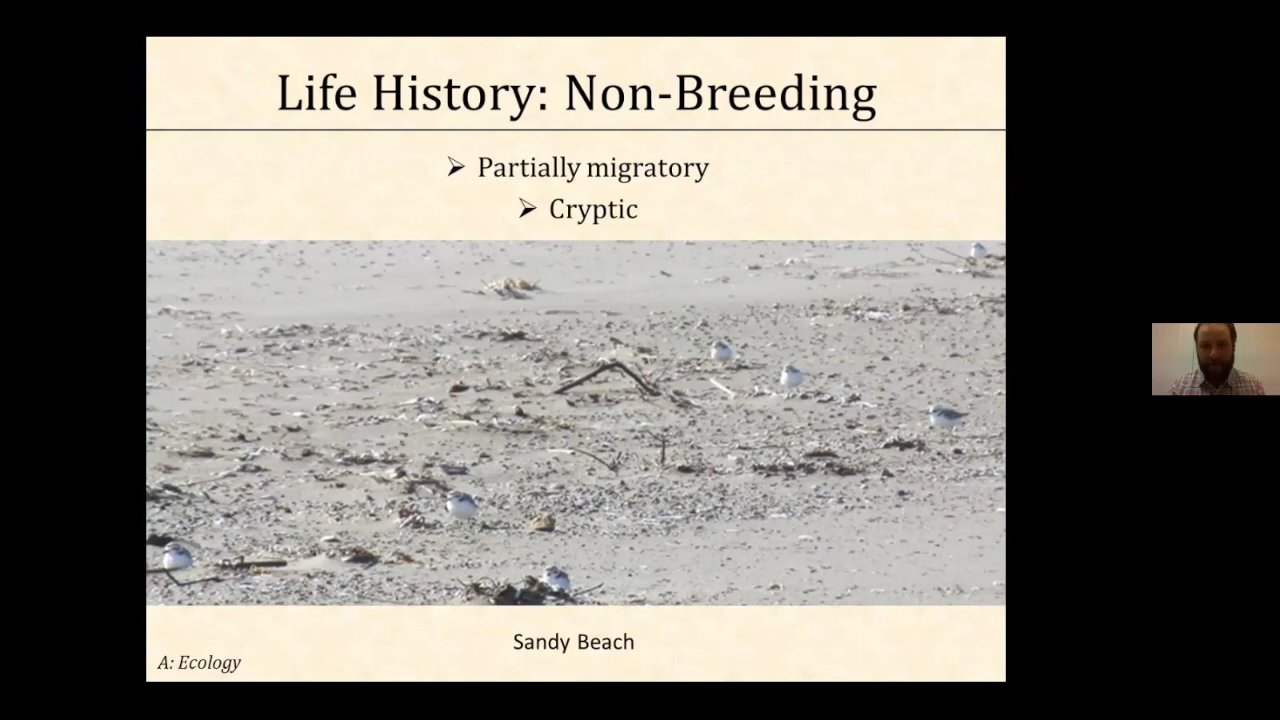 Life History: Non-Breeding
➢ Partially migratory
➢ Cryptic
Sandy Beach
A: Ecology